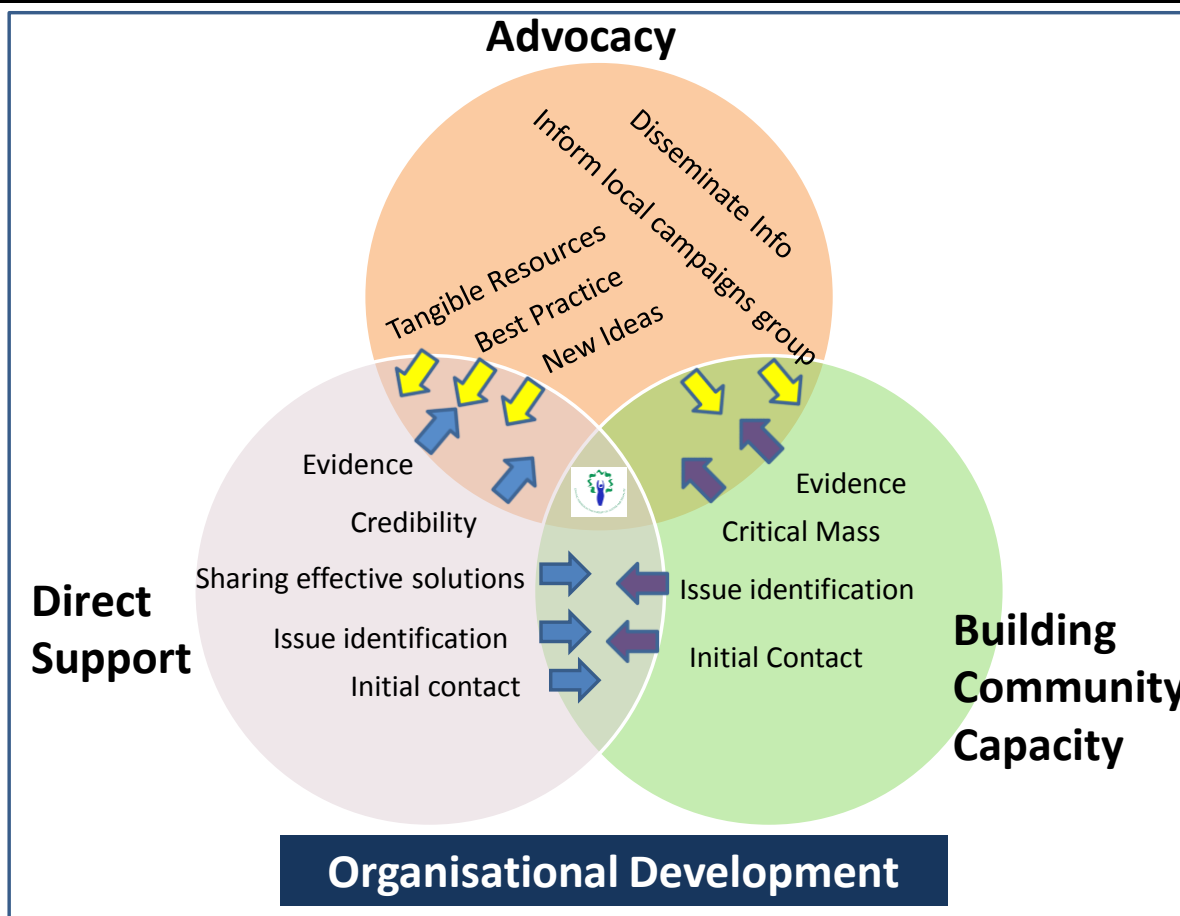 Advocacy
Disseminate Info
Inform local campaigns group
Tangible Resources
Best Practice
New Ideas
Evidence
Credibility
Sharing effective solutions
Issue identification
Initial contact
Evidence
Critical Mass
Issue identification
Initial Contact
Direct
Support
Building
Community
Capacity
Organisational Development